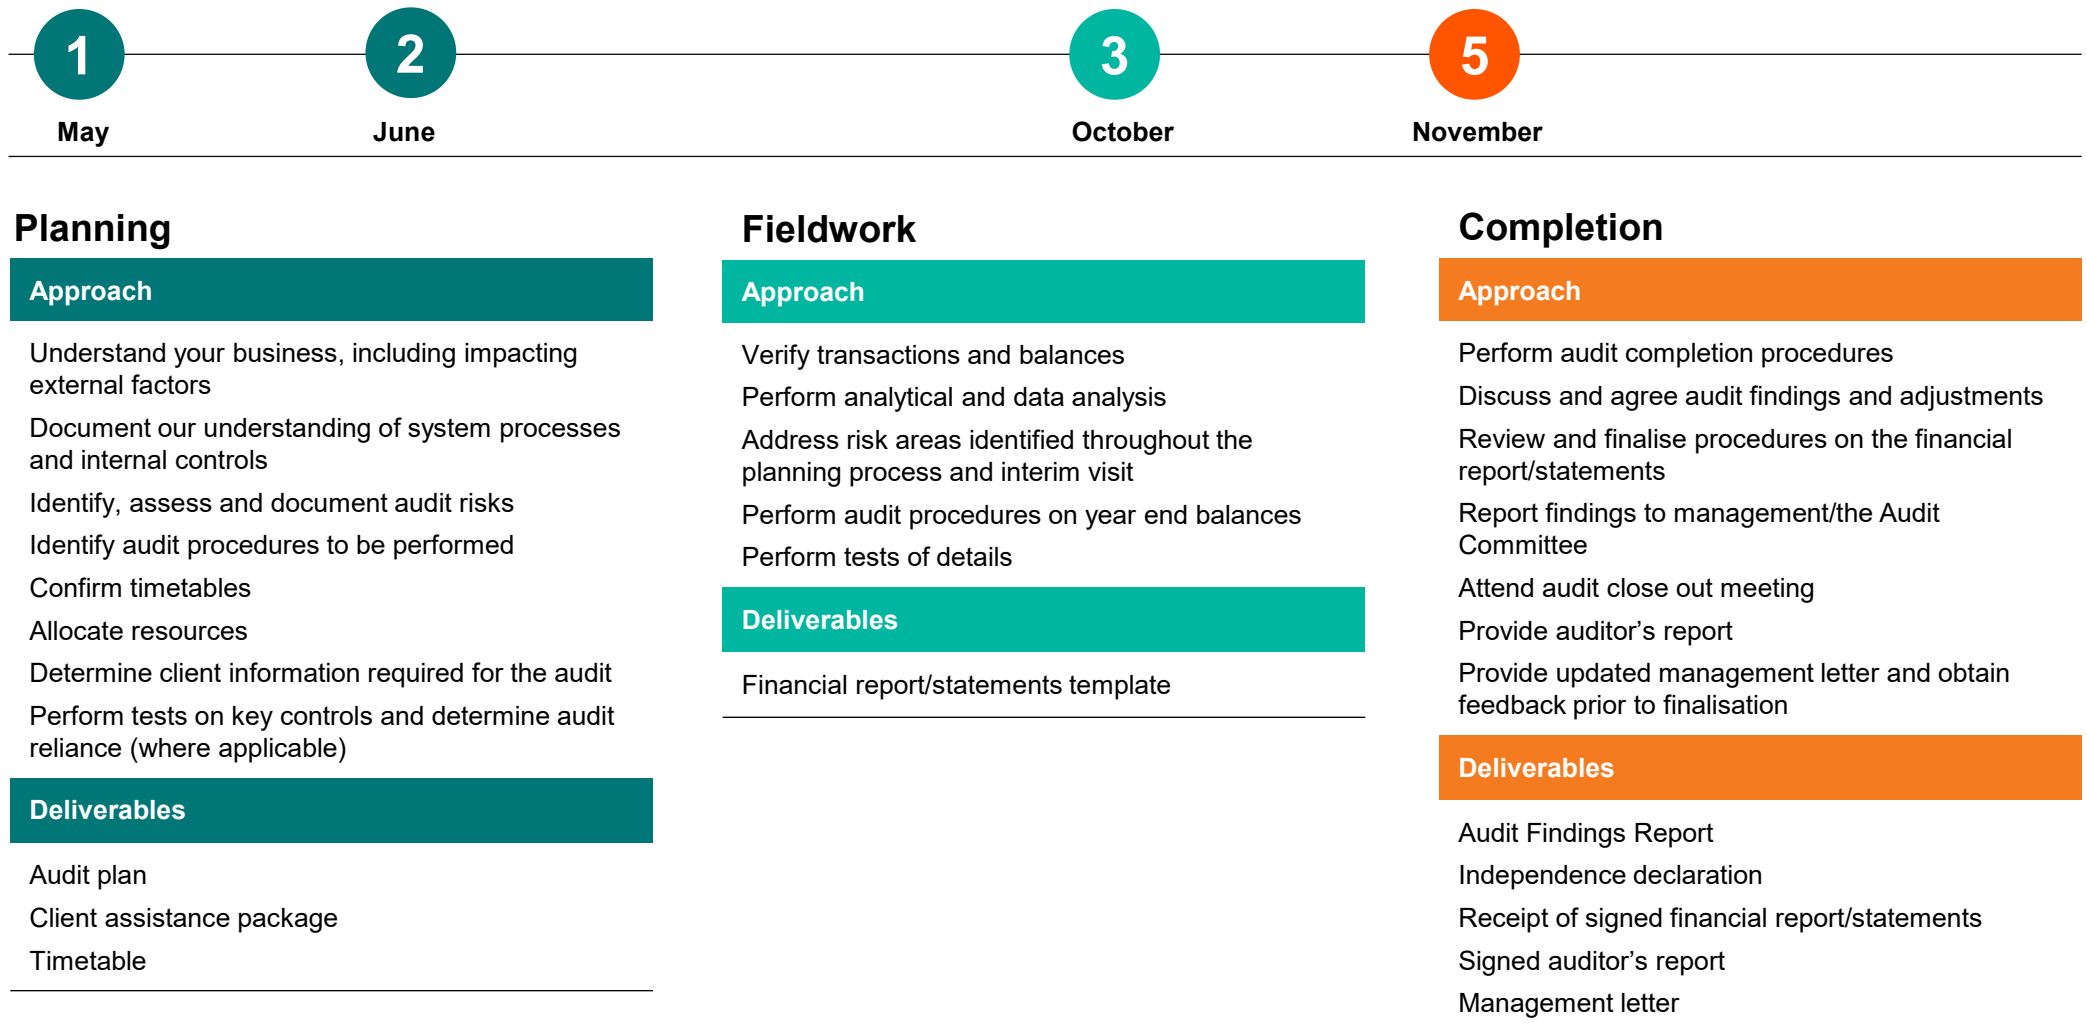 1
2
3
5
May
June
October
November
Planning
Approach
Understand your business, including impacting
external factors
Document our understanding of system processes
and internal controls
Identify, assess and document audit risks
Identify audit procedures to be performed
Confirm timetables
Allocate resources
Determine client information required for the audit
Perform tests on key controls and determine audit
reliance (where applicable)
Deliverables
Audit plan
Client assistance package
Timetable
Fieldwork
Approach
Verify transactions and balances
Perform analytical and data analysis
Address risk areas identified throughout the
planning process and interim visit
Perform audit procedures on year end balances
Perform tests of details
Deliverables
Financial report/statements template
Completion
Approach
Perform audit completion procedures
Discuss and agree audit findings and adjustments
Review and finalise procedures on the financial
report/statements
Report findings to management/the Audit
Committee
Attend audit close out meeting
Provide auditor’s report
Provide updated management letter and obtain
feedback prior to finalisation
Deliverables
Audit Findings Report
Independence declaration
Receipt of signed financial report/statements
Signed auditor’s report
Management letter